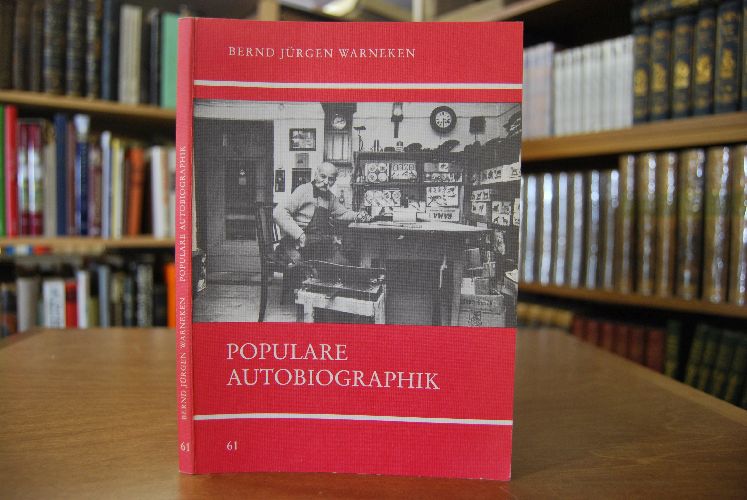 BERND JÜRGEN WARNEKEN
POPULARE
AUTOBIOGRAPHIK
61
BERND JÜRGEN WARNEKEN POPULARE AUTOBIOGRAPHIK
61